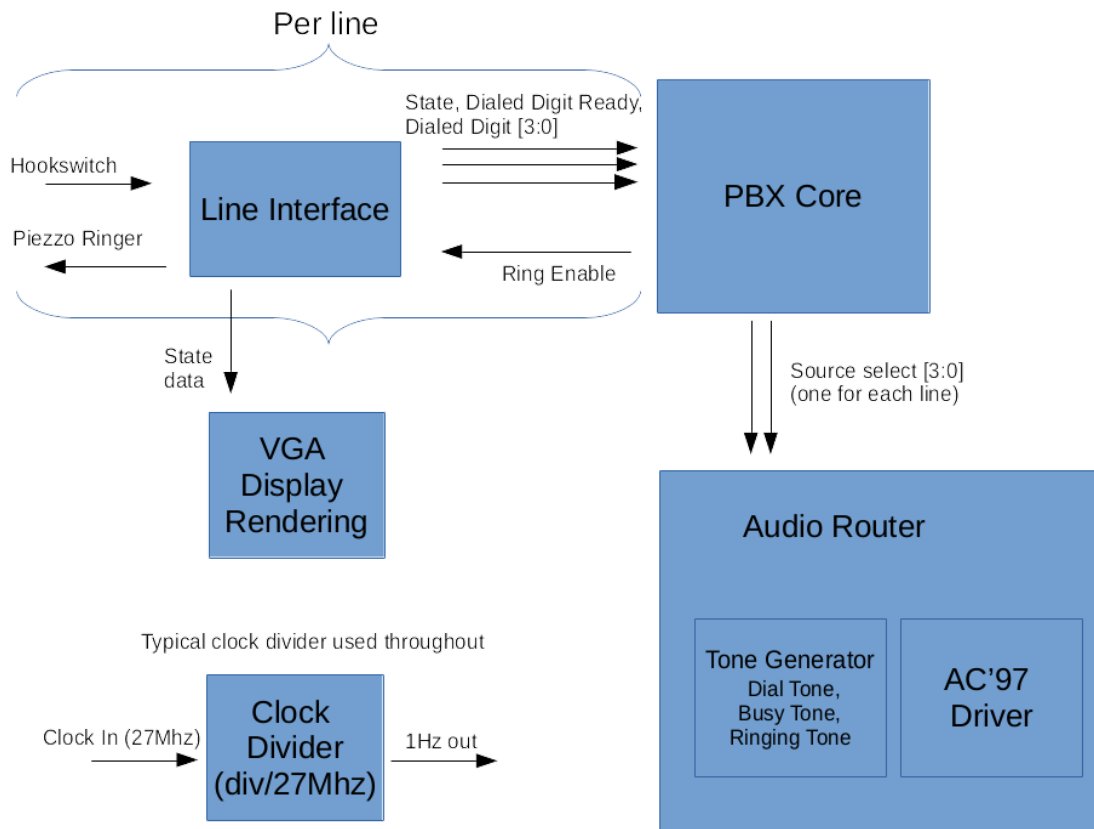 Per line
State, Dialed Digit Ready,
Dialed Digit [3:0]
Hookswitch
Line Interface
PBX Core
Piezzo Ringer
Ring Enable
State
data
Source select [3:0]
(one for each line)
VGA
Display
Rendering
Audio Router
Typical clock divider used throughout
Tone Generator
Dial Tone,
Busy Tone,
Ringing Tone
AC’97
Driver
Clock In (27Mhz)
Clock
Divider
(div/27Mhz)
1Hz out